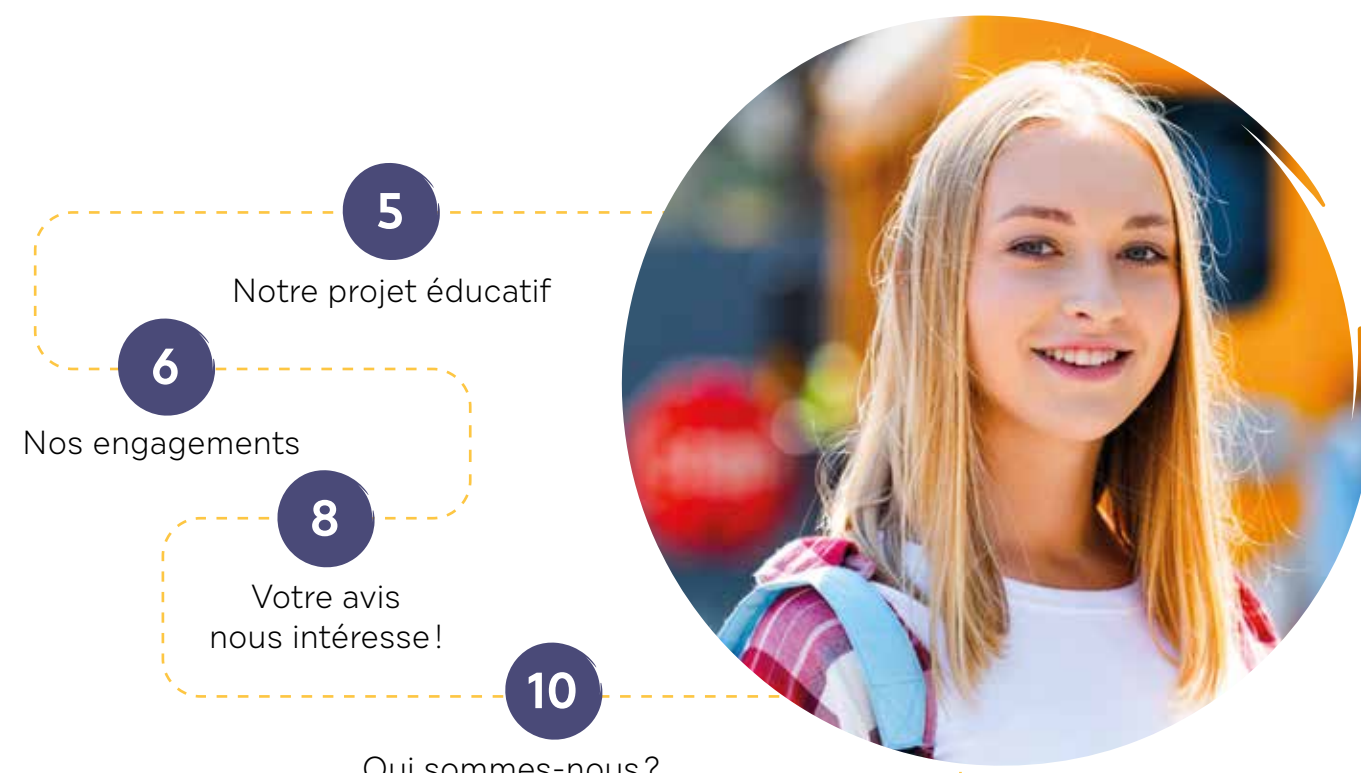 5
Notre projet éducatif
6
Nos engagements
8
Votre avis
nous intéresse !
10
Qui sommes-nous ?